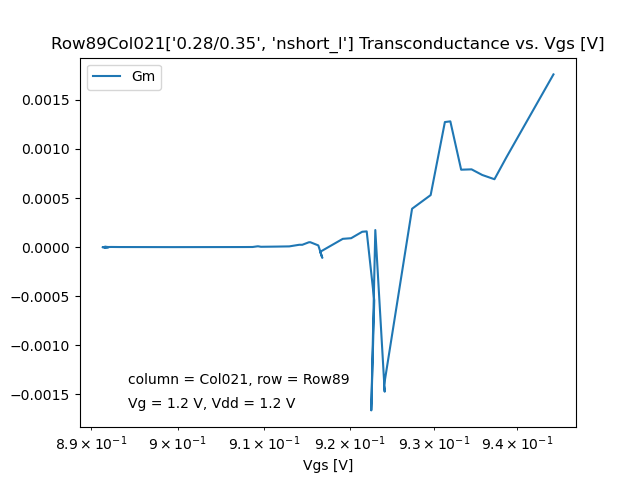 Row89Col021['0.28/0.35', 'nshort_l'] Transconductance vs. Vgs [V]
Gm
0.0015
0.0010
0.0005
0.0000
−0.0005
−0.0010
−0.0015
column = Col021, row = Row89
Vg = 1.2 V, Vdd = 1.2 V
8.9 × 10⁻¹ 9 × 10⁻¹ 9.1 × 10⁻¹ 9.2 × 10⁻¹ 9.3 × 10⁻¹ 9.4 × 10⁻¹
Vgs [V]